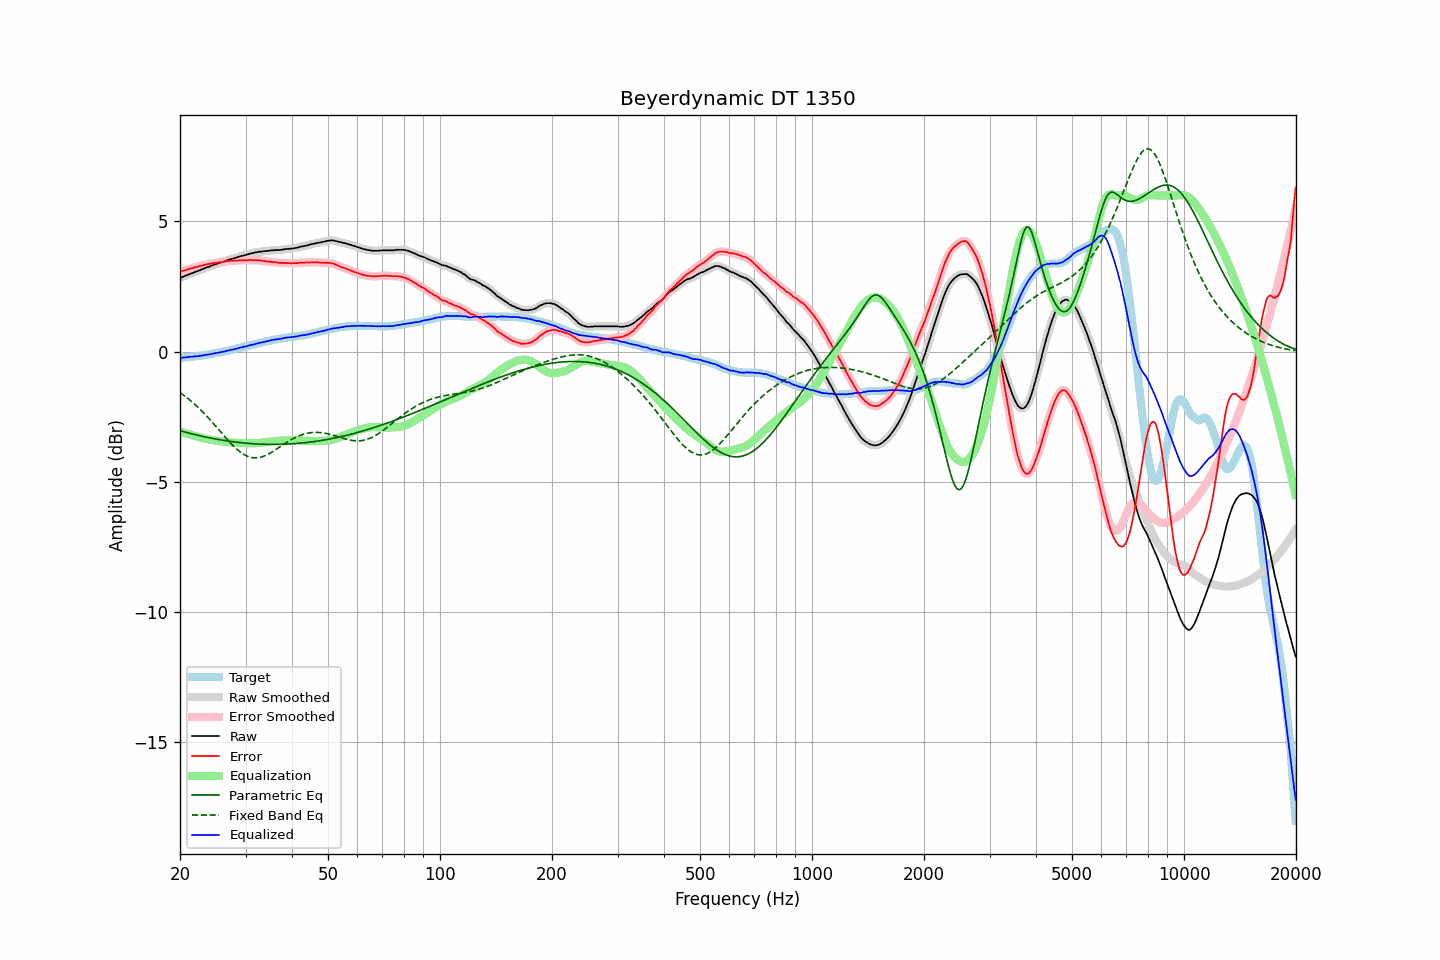 Beyerdynamic DT 1350
Amplitude (dBr)
5
0
−5
−10
−15
Target
Raw Smoothed
Error Smoothed
Raw
Error
Equalization
Parametric Eq
Fixed Band Eq
Equalized
20 50 100 200 500 1000 2000 5000 10000 20000
Frequency (Hz)